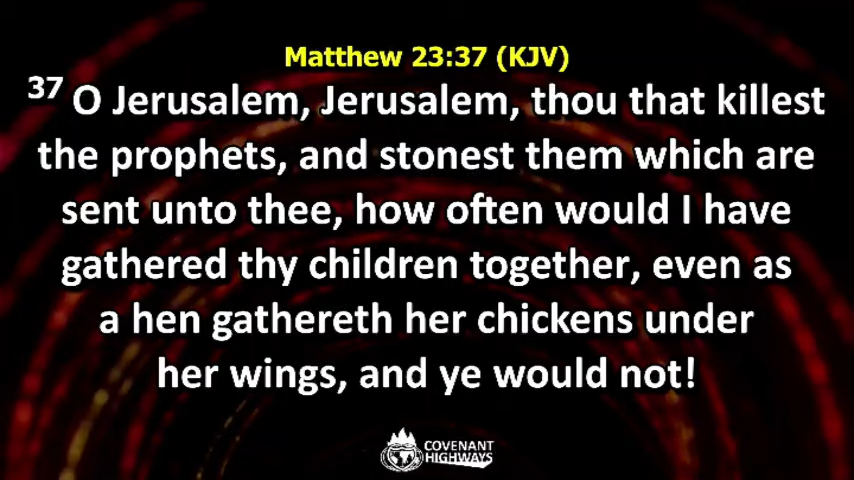 Matthew 23:37 (KJV)
37 O Jerusalem, Jerusalem, thou that killest
the prophets, and stonest them which are
sent unto thee, how often would I have
gathered thy children together, even as
a hen gathereth her chickens under
her wings, and ye would not!
COVENANT
HIGHWAYS